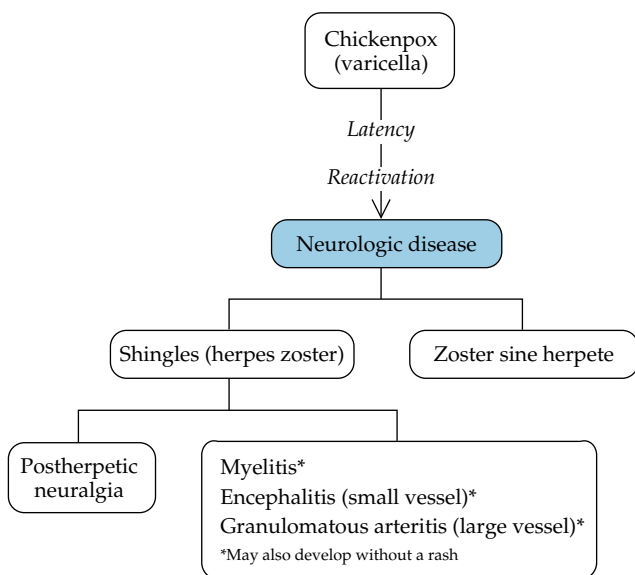 Chickenpox
(varicella)
Latency
Reactivation
Neurologic disease
Shingles (herpes zoster)
Zoster sine herpete
Postherpetic
neuralgia
Myelitis*
Encephalitis (small vessel)*
Granulomatous arteritis (large vessel)*
*May also develop without a rash